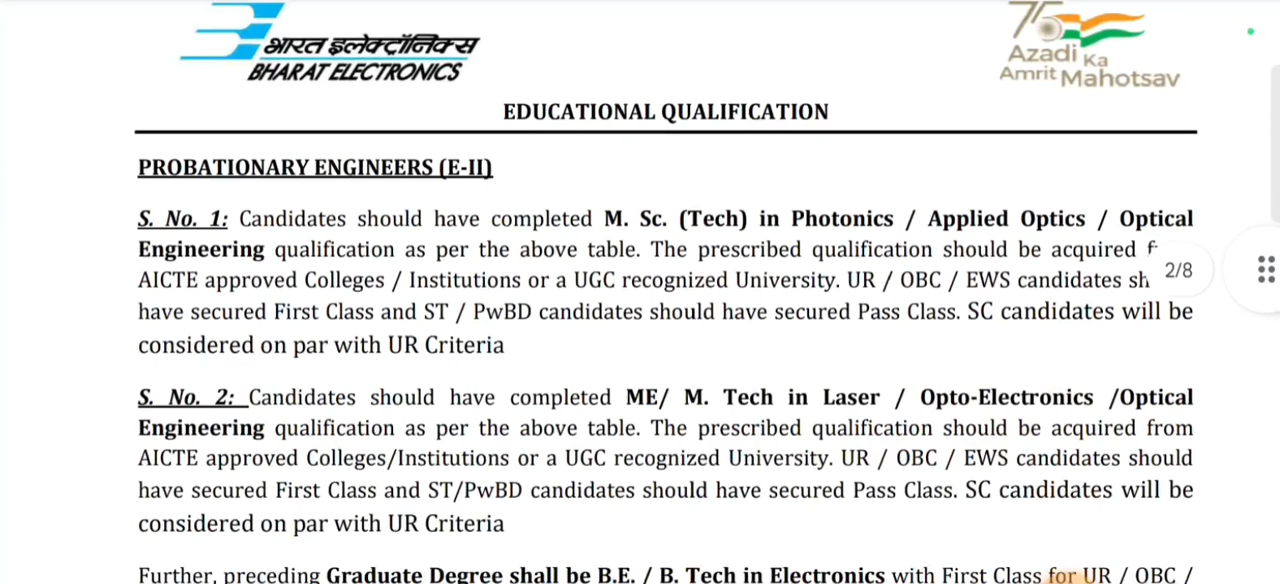 भारत इलेक्ट्रॉनिक्स
BHARAT ELECTRONICS
Azadi Ka
Amrit Mahotsav
EDUCATIONAL QUALIFICATION
PROBATIONARY ENGINEERS (E-II)
S. No. 1: Candidates should have completed M. Sc. (Tech) in Photonics / Applied Optics / Optical
Engineering qualification as per the above table. The prescribed qualification should be acquired
AICTE approved Colleges / Institutions or a UGC recognized University. UR / OBC / EWS candidates
2/8
have secured First Class and ST / PwBD candidates should have secured Pass Class. SC candidates will be
considered on par with UR Criteria
S. No. 2: Candidates should have completed ME/ M. Tech in Laser / Opto-Electronics /Optical
Engineering qualification as per the above table. The prescribed qualification should be acquired from
AICTE approved Colleges/Institutions or a UGC recognized University. UR / OBC / EWS candidates should
have secured First Class and ST/PwBD candidates should have secured Pass Class. SC candidates will be
considered on par with UR Criteria
Further, preceding Graduate Degree shall be B.E. / B. Tech in Electronics with First Class for UR / OBC /